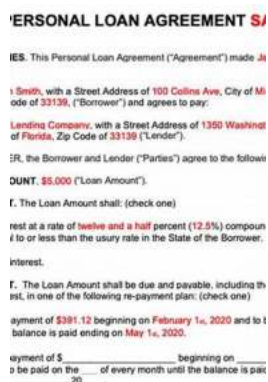 PERSONAL LOAN AGREEMENT SA
IES. This Personal Loan Agreement ("Agreement") made Ja
Smith, with a Street Address of 100 Collins Ave, City of Mi
ode of 33139, ("Borrower") and agrees to pay:
Lending Company, with a Street Address of 1350 Washingt
of Florida, Zip Code of 33139 ("Lender").
ER, the Borrower and Lender ("Parties") agree to the followi
OUNT. $5,000 ("Loan Amount").
T. The Loan Amount shall: (check one)
rest at a rate of twelve and a half percent (12.5%) compoun
l to or less than the usury rate in the State of the Borrower.
interest.
T. The Loan Amount shall be due and payable, including th
est, in one of the following re-payment plan: (check one)
ayment of $391.12 beginning on February 1st, 2020 and to b
balance is paid ending on May 1st, 2020.
ayment of $____ beginning on ____
o be paid on the ____ of every month until the balance is paid
20